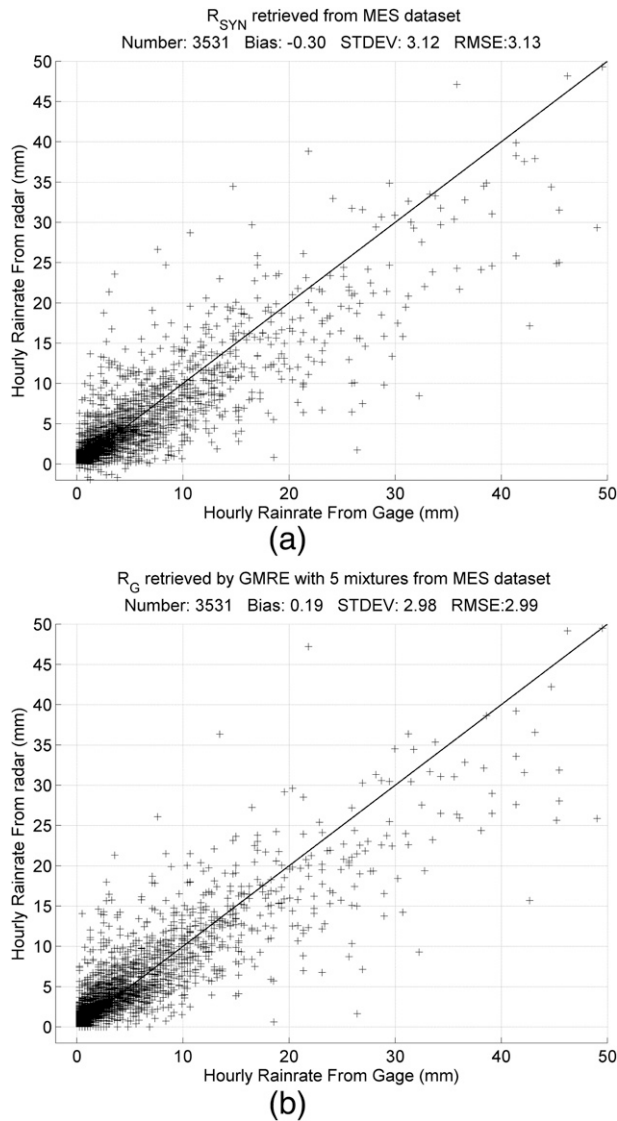 R_SYN retrieved from MES dataset
Number: 3531 Bias: -0.30 STDEV: 3.12 RMSE:3.13
50
45
40
35
30
25
20
15
10
5
0
Hourly Rainrate From radar (mm)
0 10 20 30 40 50
Hourly Rainrate From Gage (mm)
(a)
R_G retrieved by GMRE with 5 mixtures from MES dataset
Number: 3531 Bias: 0.19 STDEV: 2.98 RMSE:2.99
50
45
40
35
30
25
20
15
10
5
0
Hourly Rainrate From radar (mm)
0 10 20 30 40 50
Hourly Rainrate From Gage (mm)
(b)